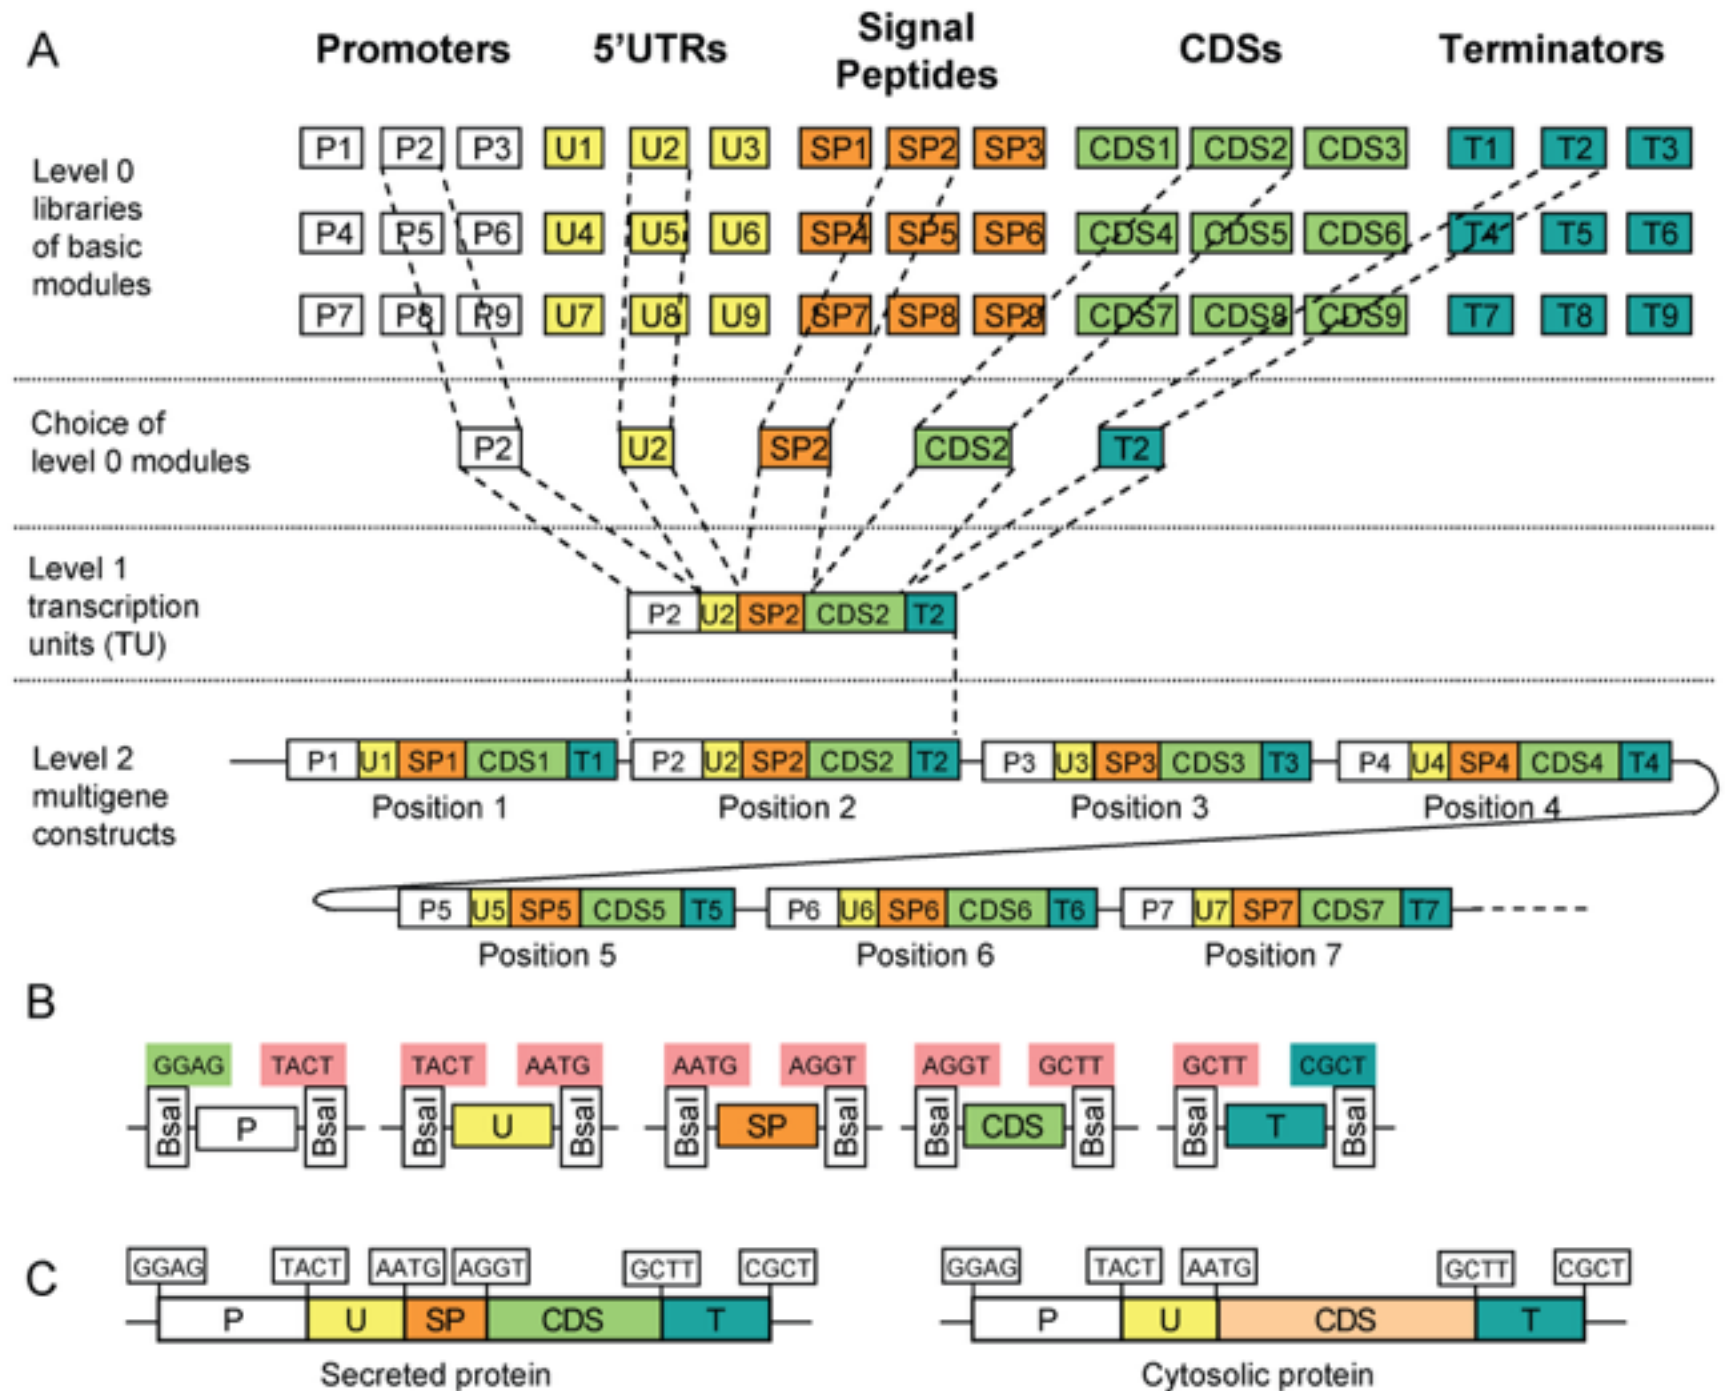 A
Promoters 5'UTRs Signal Peptides CDSs Terminators
Level 0
libraries
of basic
modules
P1 P2 P3 U1 U2 U3 SP1 SP2 SP3 CDS1 CDS2 CDS3 T1 T2 T3
P4 P5 P6 U4 U5 U6 SP4 SP5 SP6 CDS4 CDS5 CDS6 T4 T5 T6
P7 P8 P9 U7 U8 U9 SP7 SP8 SP9 CDS7 CDS8 CDS9 T7 T8 T9
Choice of
level 0 modules
P2 U2 SP2 CDS2 T2
Level 1
transcription
units (TU)
P2 U2 SP2 CDS2 T2
Level 2
multigene
constructs
P1 U1 SP1 CDS1 T1 P2 U2 SP2 CDS2 T2 P3 U3 SP3 CDS3 T3 P4 U4 SP4 CDS4 T4
Position 1 Position 2 Position 3 Position 4
P5 U5 SP5 CDS5 T5 P6 U6 SP6 CDS6 T6 P7 U7 SP7 CDS7 T7
Position 5 Position 6 Position 7
B
GGAG TACT TACT AATG AATG AGGT AGGT GCTT GCTT CGCT
BsaI P BsaI BsaI U BsaI BsaI SP BsaI BsaI CDS BsaI BsaI T BsaI
C
GGAG TACT AATG AGGT GCTT CGCT GGAG TACT AATG GCTT CGCT
P U SP CDS T P U CDS T
Secreted protein Cytosolic protein